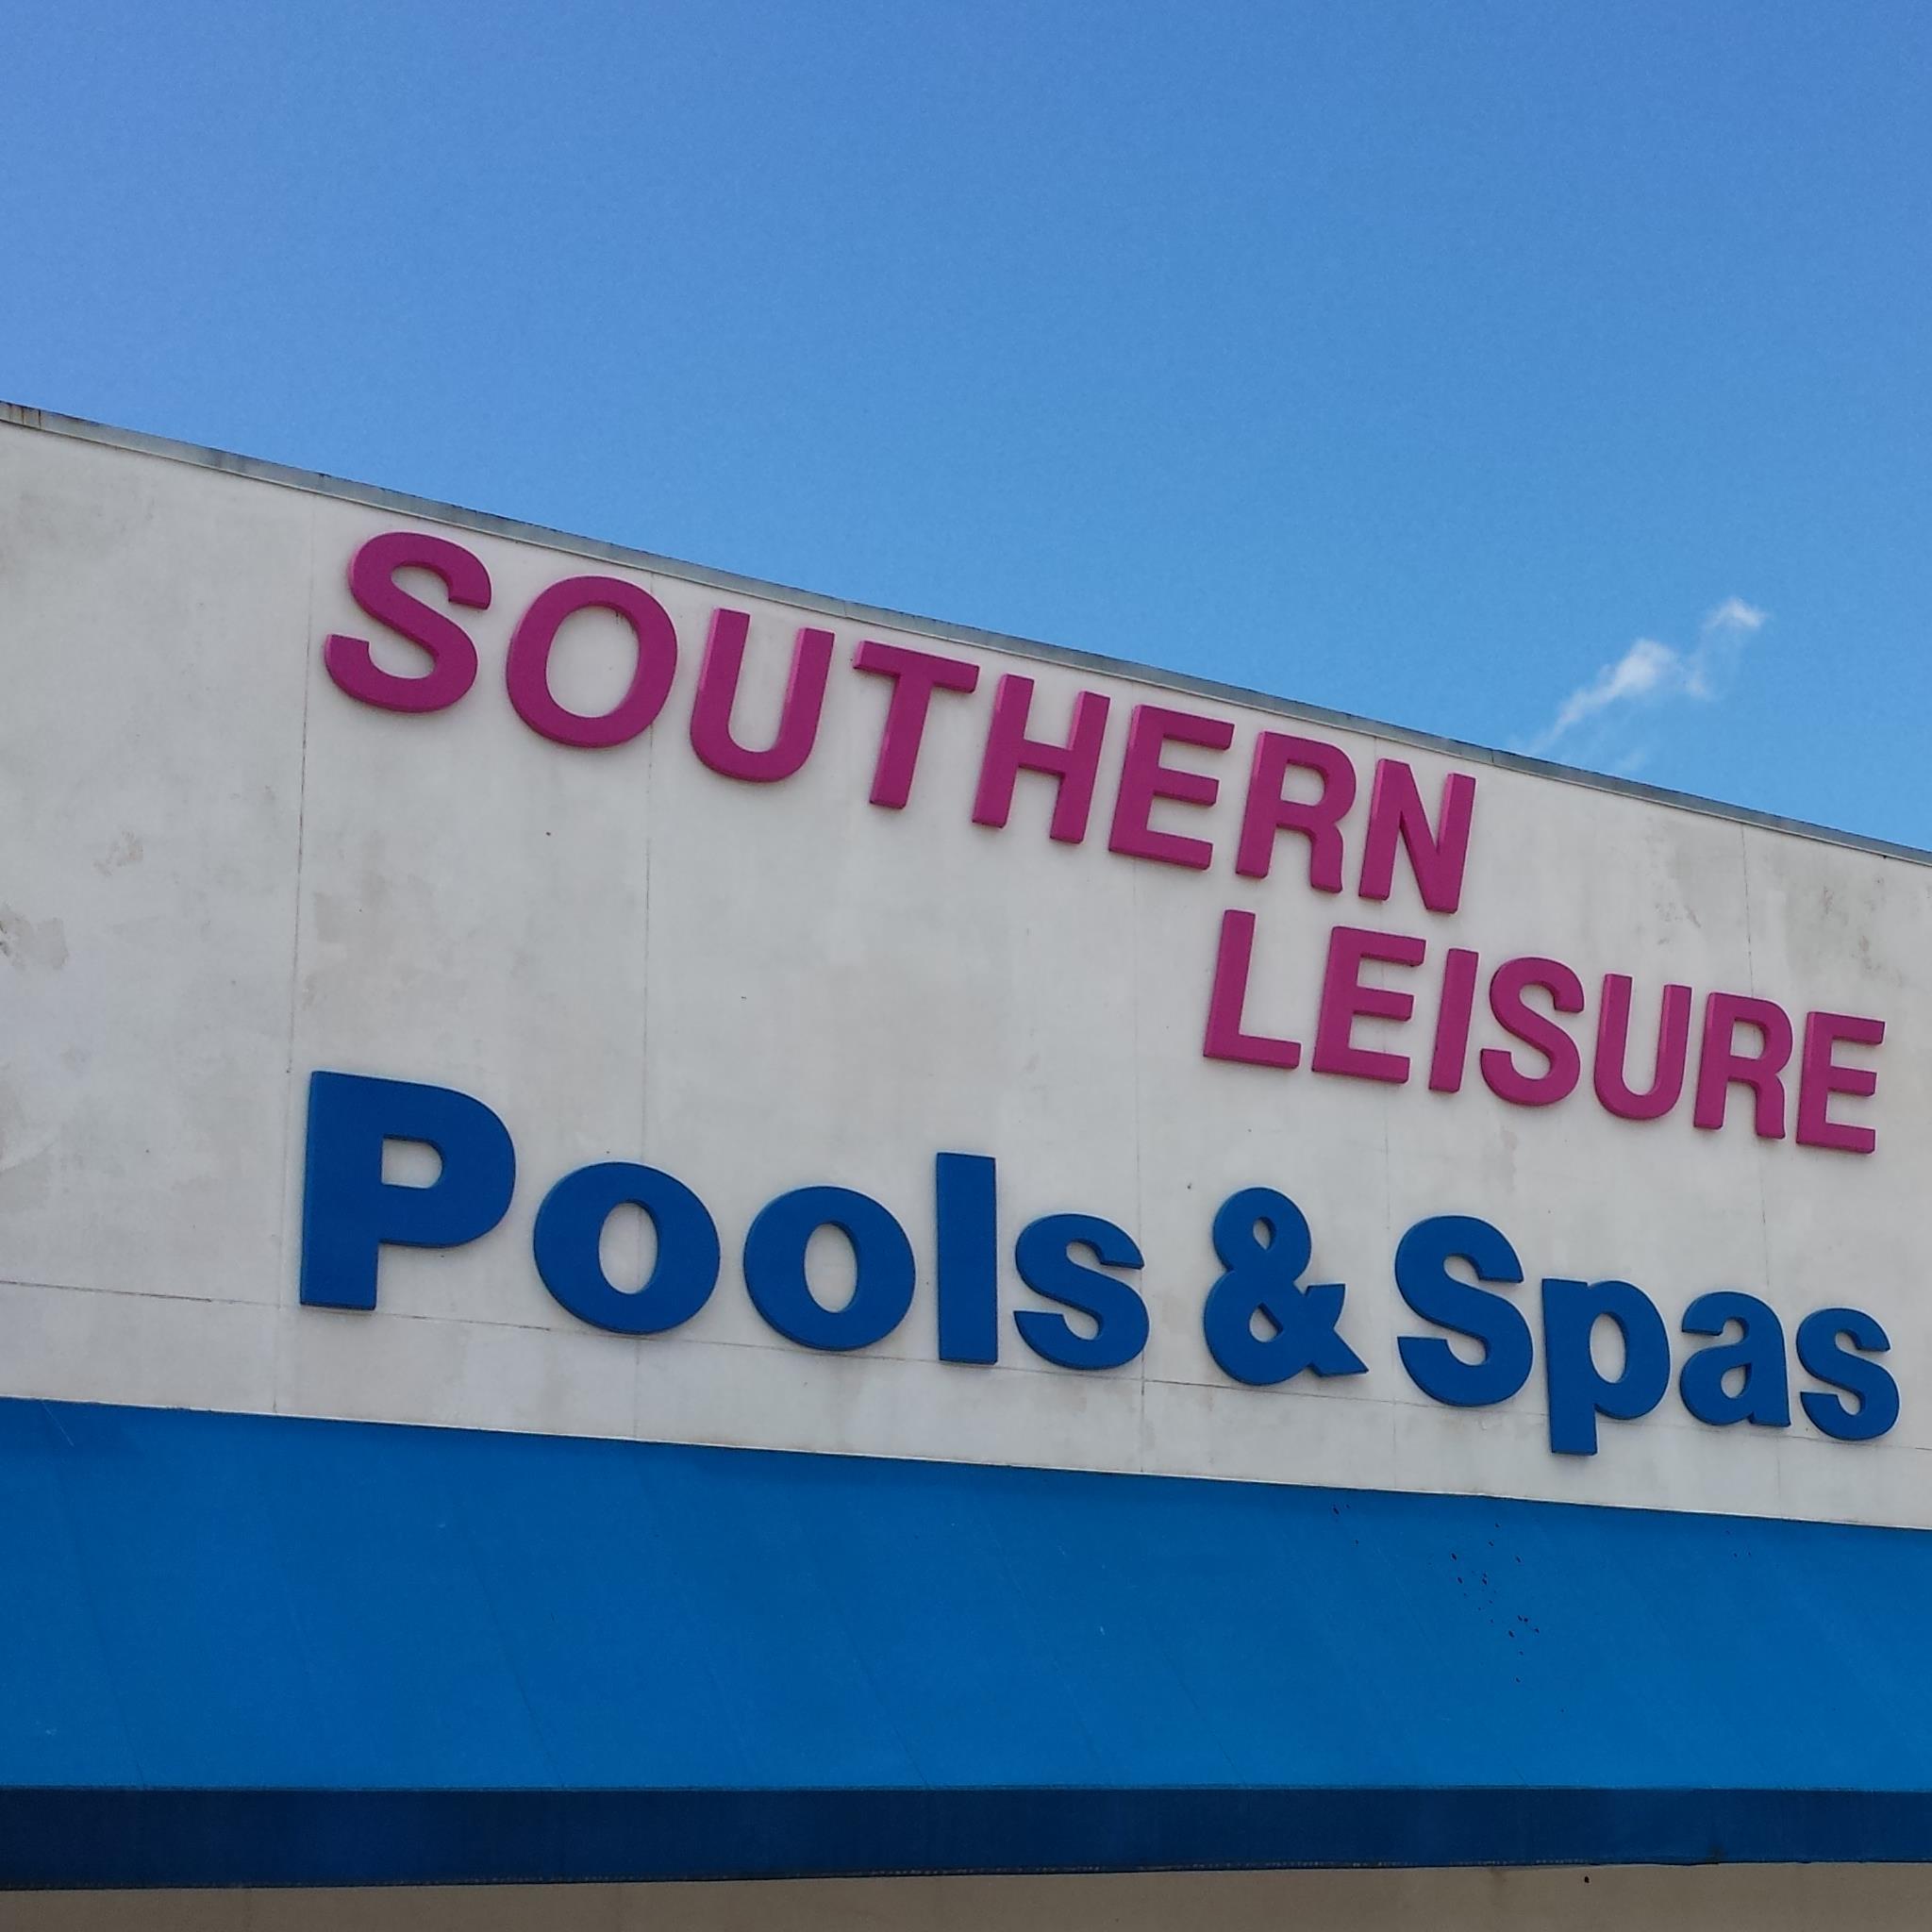 SOUTHERN
LEISURE
Pools & Spas